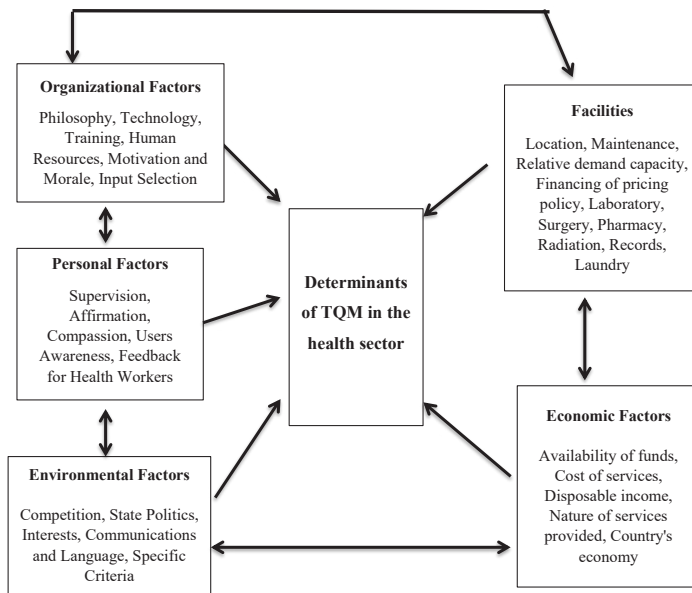 Organizational Factors
Philosophy, Technology,
Training, Human
Resources, Motivation and
Morale, Input Selection
Personal Factors
Supervision,
Affirmation,
Compassion, Users
Awareness, Feedback
for Health Workers
Environmental Factors
Competition, State Politics,
Interests, Communications
and Language, Specific
Criteria
Determinants
of TQM in the
health sector
Facilities
Location, Maintenance,
Relative demand capacity,
Financing of pricing
policy, Laboratory,
Surgery, Pharmacy,
Radiation, Records,
Laundry
Economic Factors
Availability of funds,
Cost of services,
Disposable income,
Nature of services
provided, Country's
economy